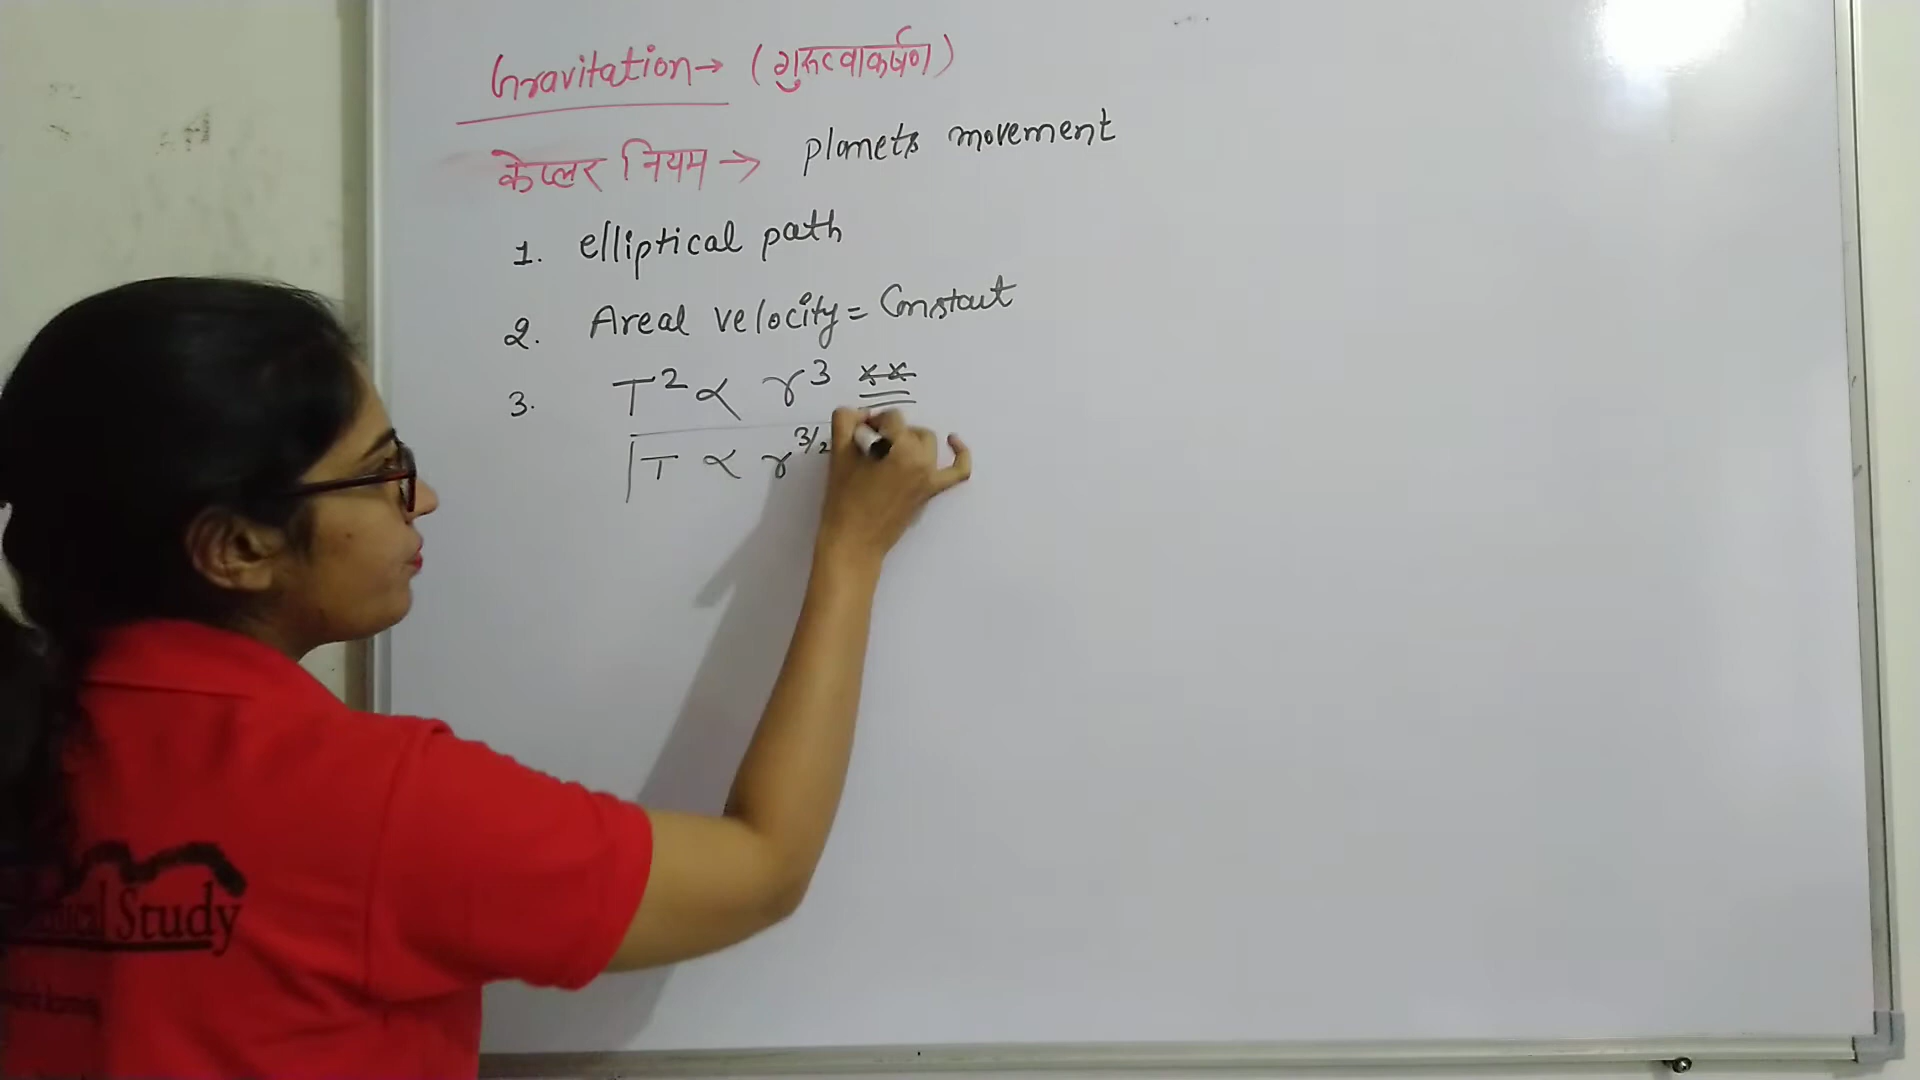 Gravitation→ (गुरुत्वाकर्षण)
केप्लर नियम → planets movement
1. elliptical path
2. Areal velocity = Constant
3. T² ∝ r³ xx
T ∝ r^3/2
Study